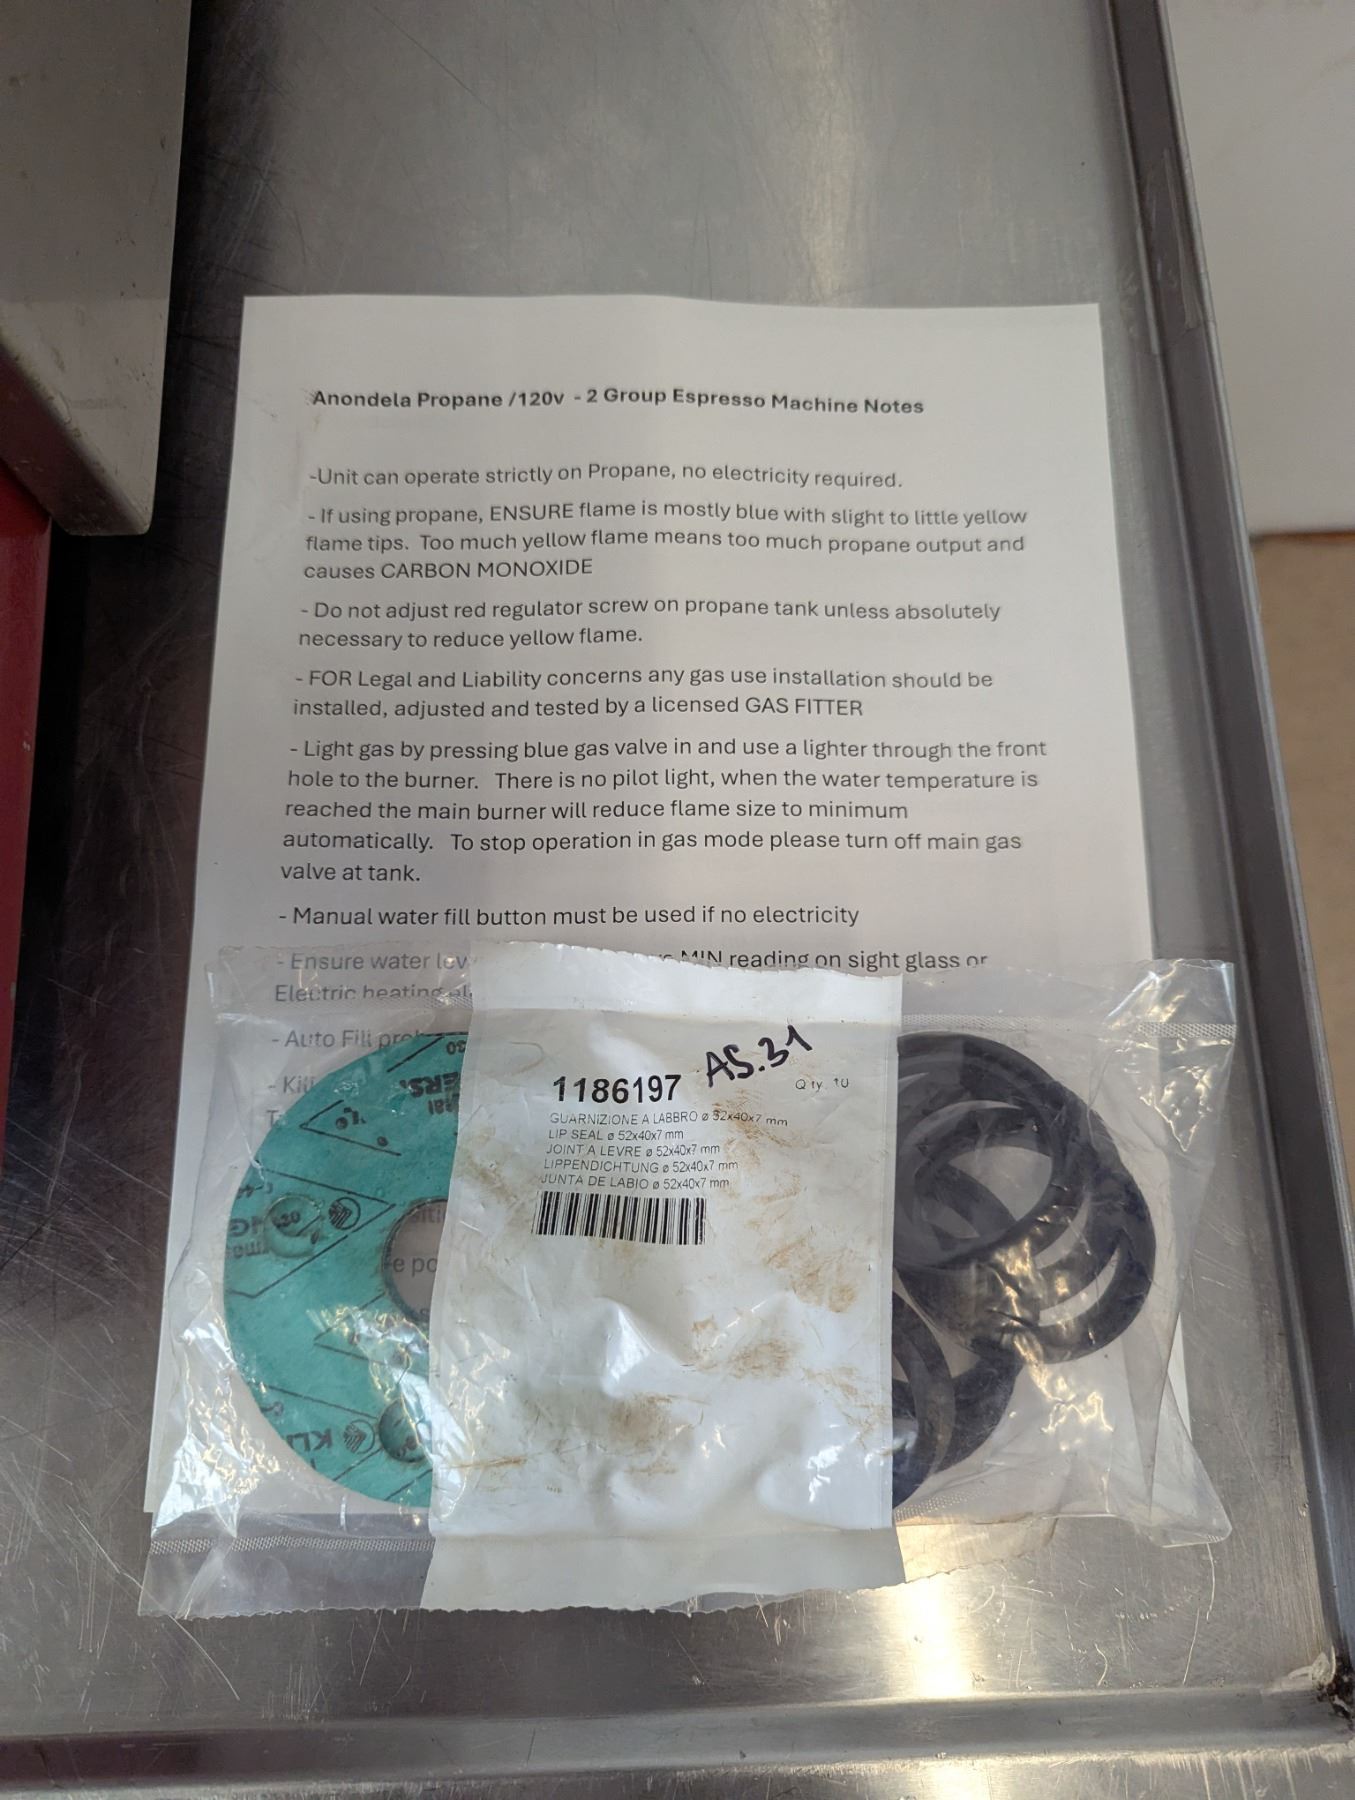 Anondela Propane /120v - 2 Group Espresso Machine Notes
-Unit can operate strictly on Propane, no electricity required.
- If using propane, ENSURE flame is mostly blue with slight to little yellow
flame tips. Too much yellow flame means too much propane output and
causes CARBON MONOXIDE
- Do not adjust red regulator screw on propane tank unless absolutely
necessary to reduce yellow flame.
- FOR Legal and Liability concerns any gas use installation should be
installed, adjusted and tested by a licensed GAS FITTER
- Light gas by pressing blue gas valve in and use a lighter through the front
hole to the burner. There is no pilot light, when the water temperature is
reached the main burner will reduce flame size to minimum
automatically. To stop operation in gas mode please turn off main gas
valve at tank.
- Manual water fill button must be used if no electricity
- Ensure water MIN reading on sight glass or
Electric heating
- Auto Fill
AS.31
1186197
Qty. 10
GUARNIZIONE A LABBRO ø 52x40x7 mm
LIP SEAL ø 52x40x7 mm
JOINT A LEVRE ø 52x40x7 mm
LIPPENDICHTUNG ø 52x40x7 mm
JUNTA DE LABIO ø 52x40x7 mm